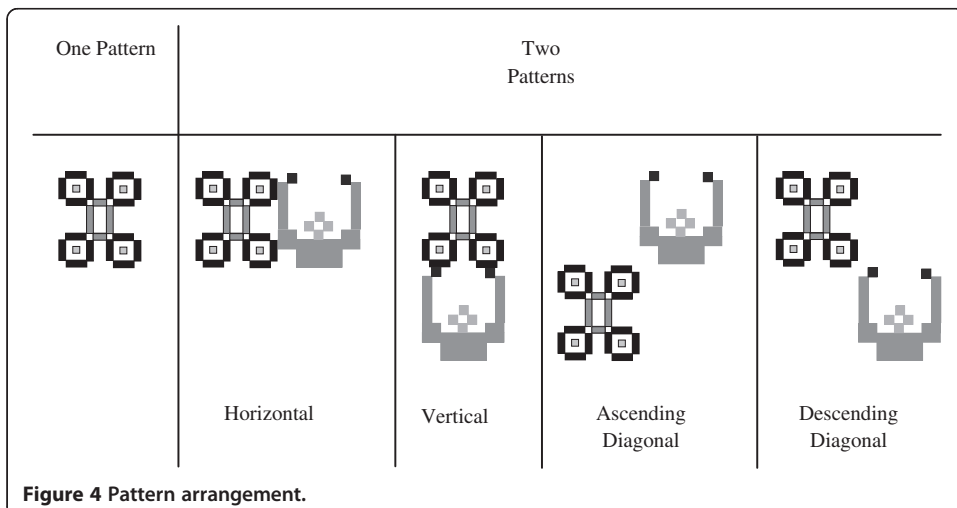 One Pattern
Two
Patterns
Horizontal
Vertical
Ascending
Diagonal
Descending
Diagonal
Figure 4 Pattern arrangement.